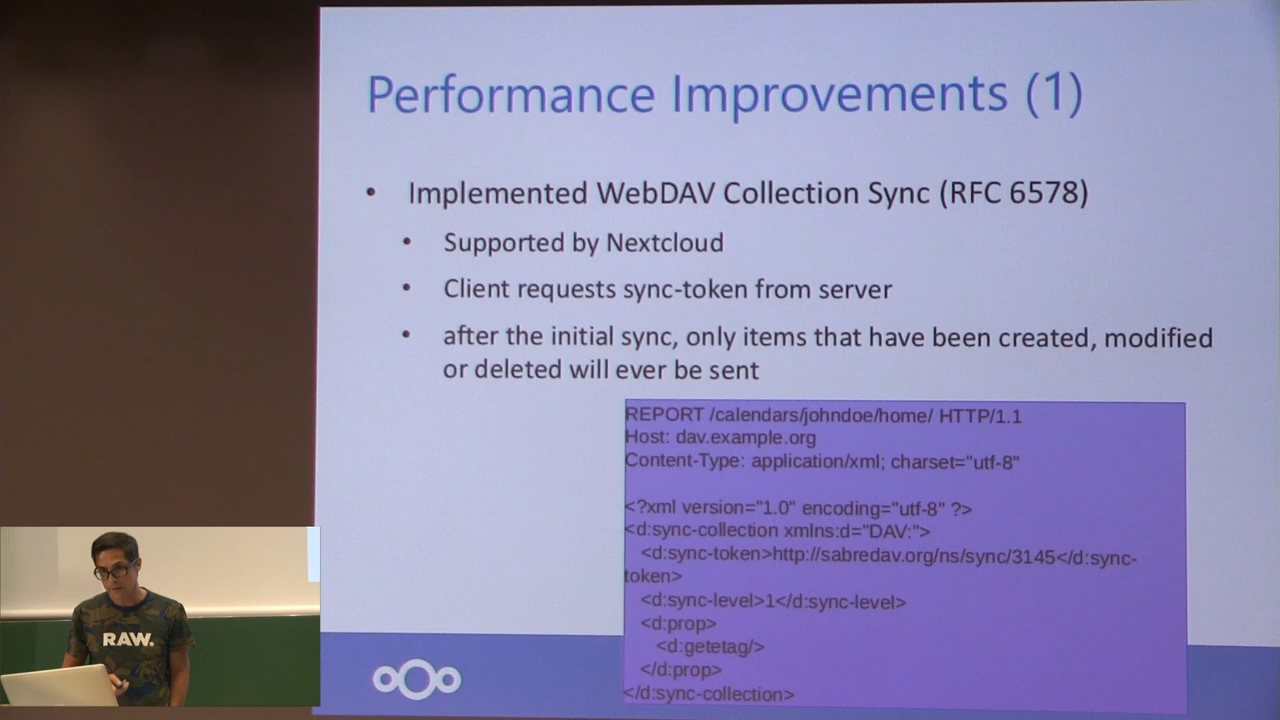 Performance Improvements (1)
• Implemented WebDAV Collection Sync (RFC 6578)
• Supported by Nextcloud
• Client requests sync-token from server
• after the initial sync, only items that have been created, modified
or deleted will ever be sent
REPORT /calendars/johndoe/home/ HTTP/1.1
Host: dav.example.org
Content-Type: application/xml; charset="utf-8"
<?xml version="1.0" encoding="utf-8" ?>
<d:sync-collection xmlns:d="DAV:">
<d:sync-token>http://sabredav.org/ns/sync/3145</d:sync-
token>
<d:sync-level>1</d:sync-level>
<d:prop>
<d:getetag/>
</d:prop>
</d:sync-collection>
RAW.